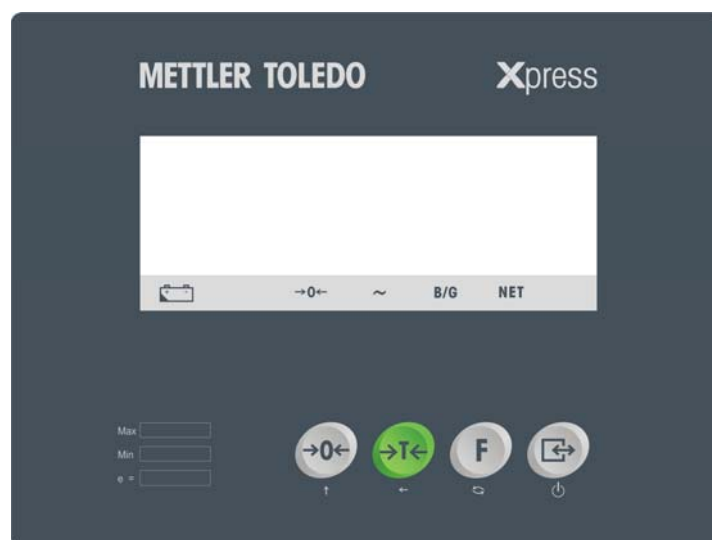 METTLER TOLEDO Xpress
→0← ~ B/G NET
Max
Min
e =
→0← →T← F